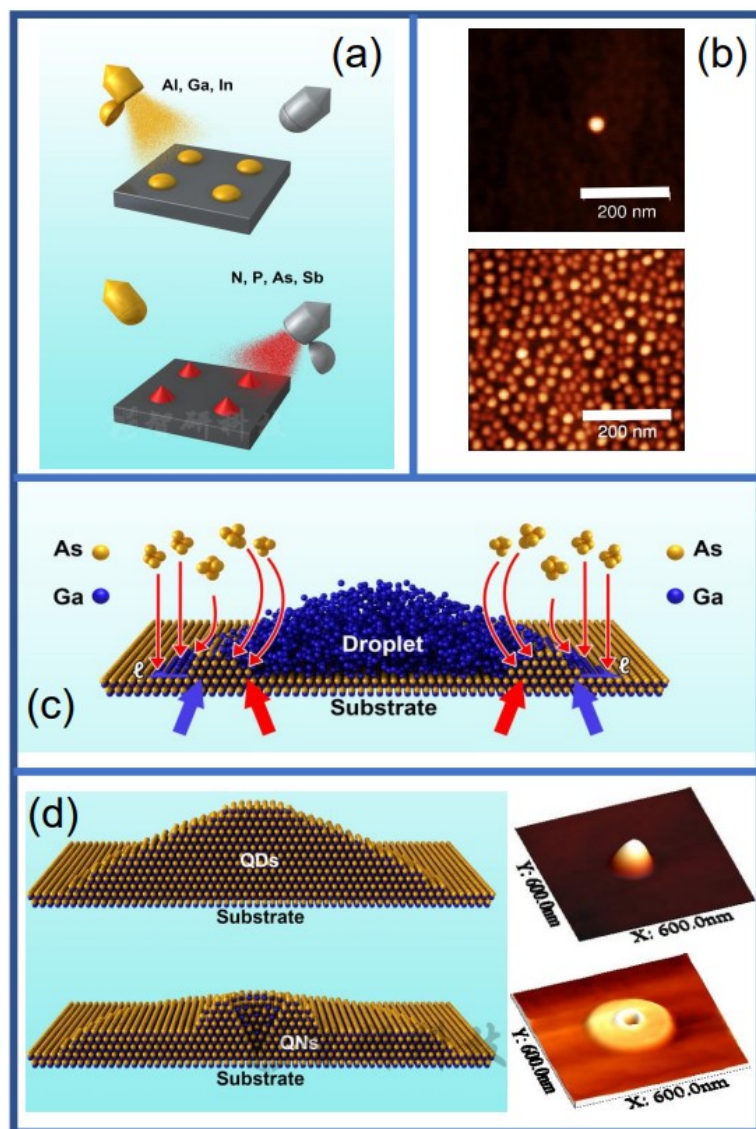 (a)
Al, Ga, In
N, P, As, Sb
(b)
200 nm
200 nm
As
Ga
As
Ga
Droplet
ℓ
ℓ
Substrate
(c)
(d)
QDs
Substrate
Y: 600.0nm
X: 600.0nm
QNs
Substrate
Y: 600.0nm
X: 600.0nm